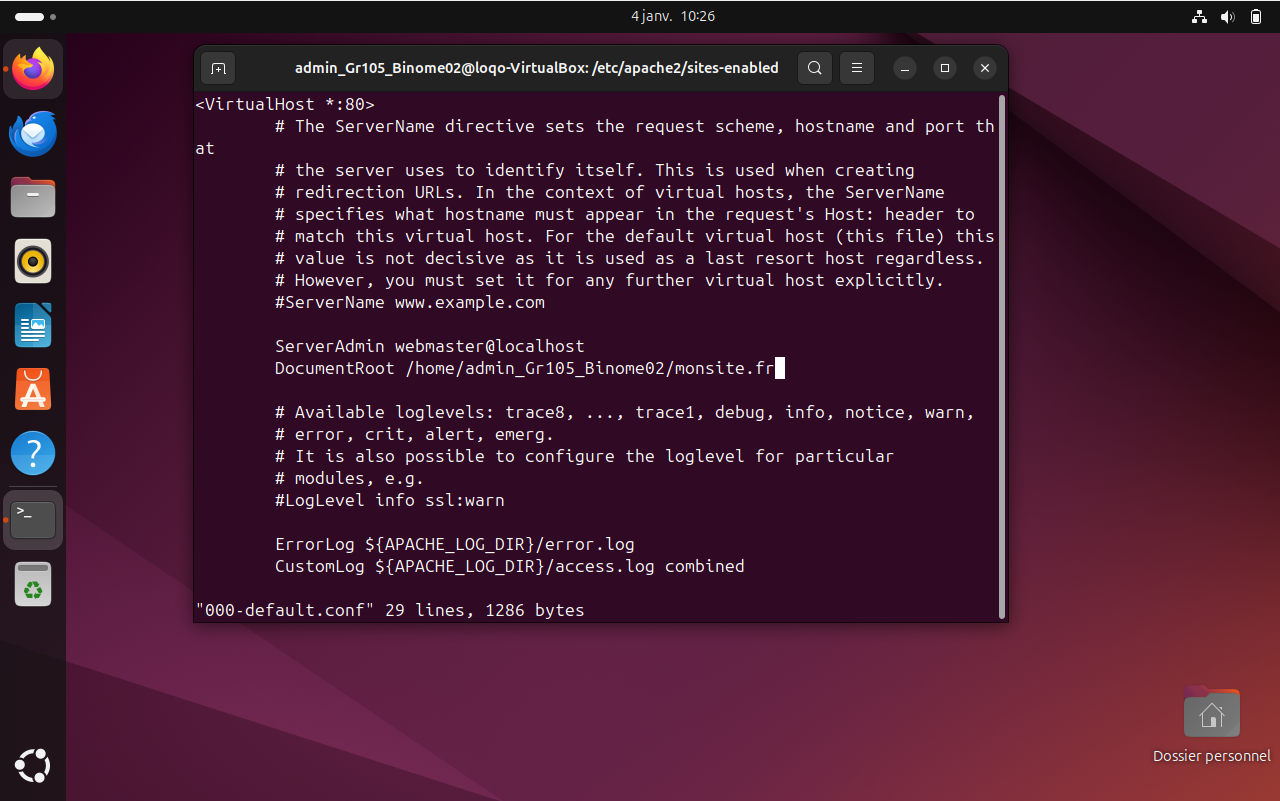 4 janv. 10:26
admin_Gr105_Binome02@loqo-VirtualBox: /etc/apache2/sites-enabled
<VirtualHost *:80>
# The ServerName directive sets the request scheme, hostname and port th
at
# the server uses to identify itself. This is used when creating
# redirection URLs. In the context of virtual hosts, the ServerName
# specifies what hostname must appear in the request's Host: header to
# match this virtual host. For the default virtual host (this file) this
# value is not decisive as it is used as a last resort host regardless.
# However, you must set it for any further virtual host explicitly.
#ServerName www.example.com
ServerAdmin webmaster@localhost
DocumentRoot /home/admin_Gr105_Binome02/monsite.fr
# Available loglevels: trace8, ..., trace1, debug, info, notice, warn,
# error, crit, alert, emerg.
# It is also possible to configure the loglevel for particular
# modules, e.g.
#LogLevel info ssl:warn
ErrorLog ${APACHE_LOG_DIR}/error.log
CustomLog ${APACHE_LOG_DIR}/access.log combined
"000-default.conf" 29 lines, 1286 bytes
Dossier personnel